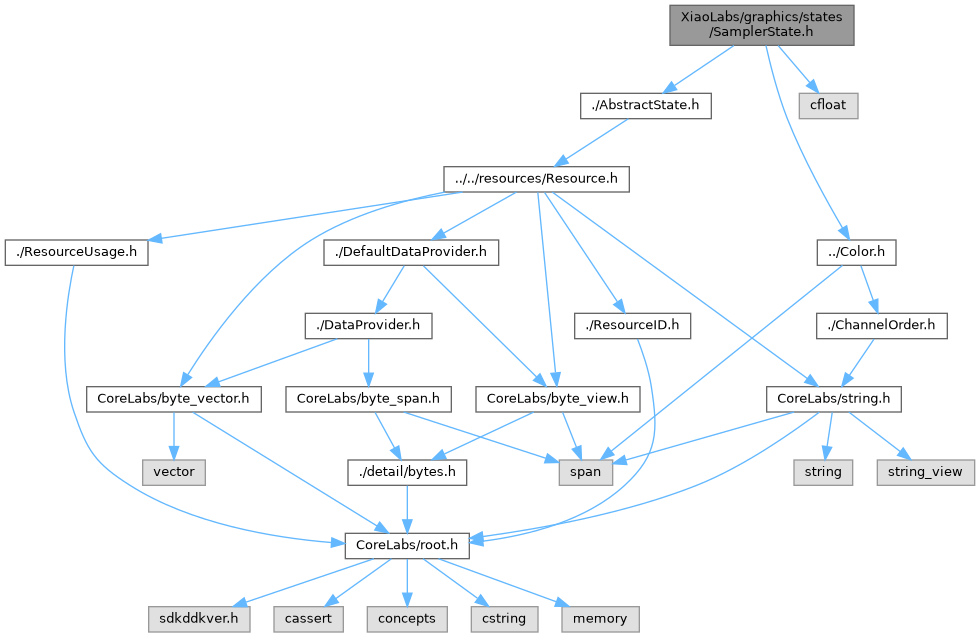 XiaoLabs/graphics/states
/SamplerState.h
./AbstractState.h
cfloat
../../resources/Resource.h
./ResourceUsage.h
./DefaultDataProvider.h
../Color.h
./DataProvider.h
./ResourceID.h
./ChannelOrder.h
CoreLabs/byte_vector.h
CoreLabs/byte_span.h
CoreLabs/byte_view.h
CoreLabs/string.h
vector
./detail/bytes.h
span
string
string_view
CoreLabs/root.h
sdkddkver.h
cassert
concepts
cstring
memory